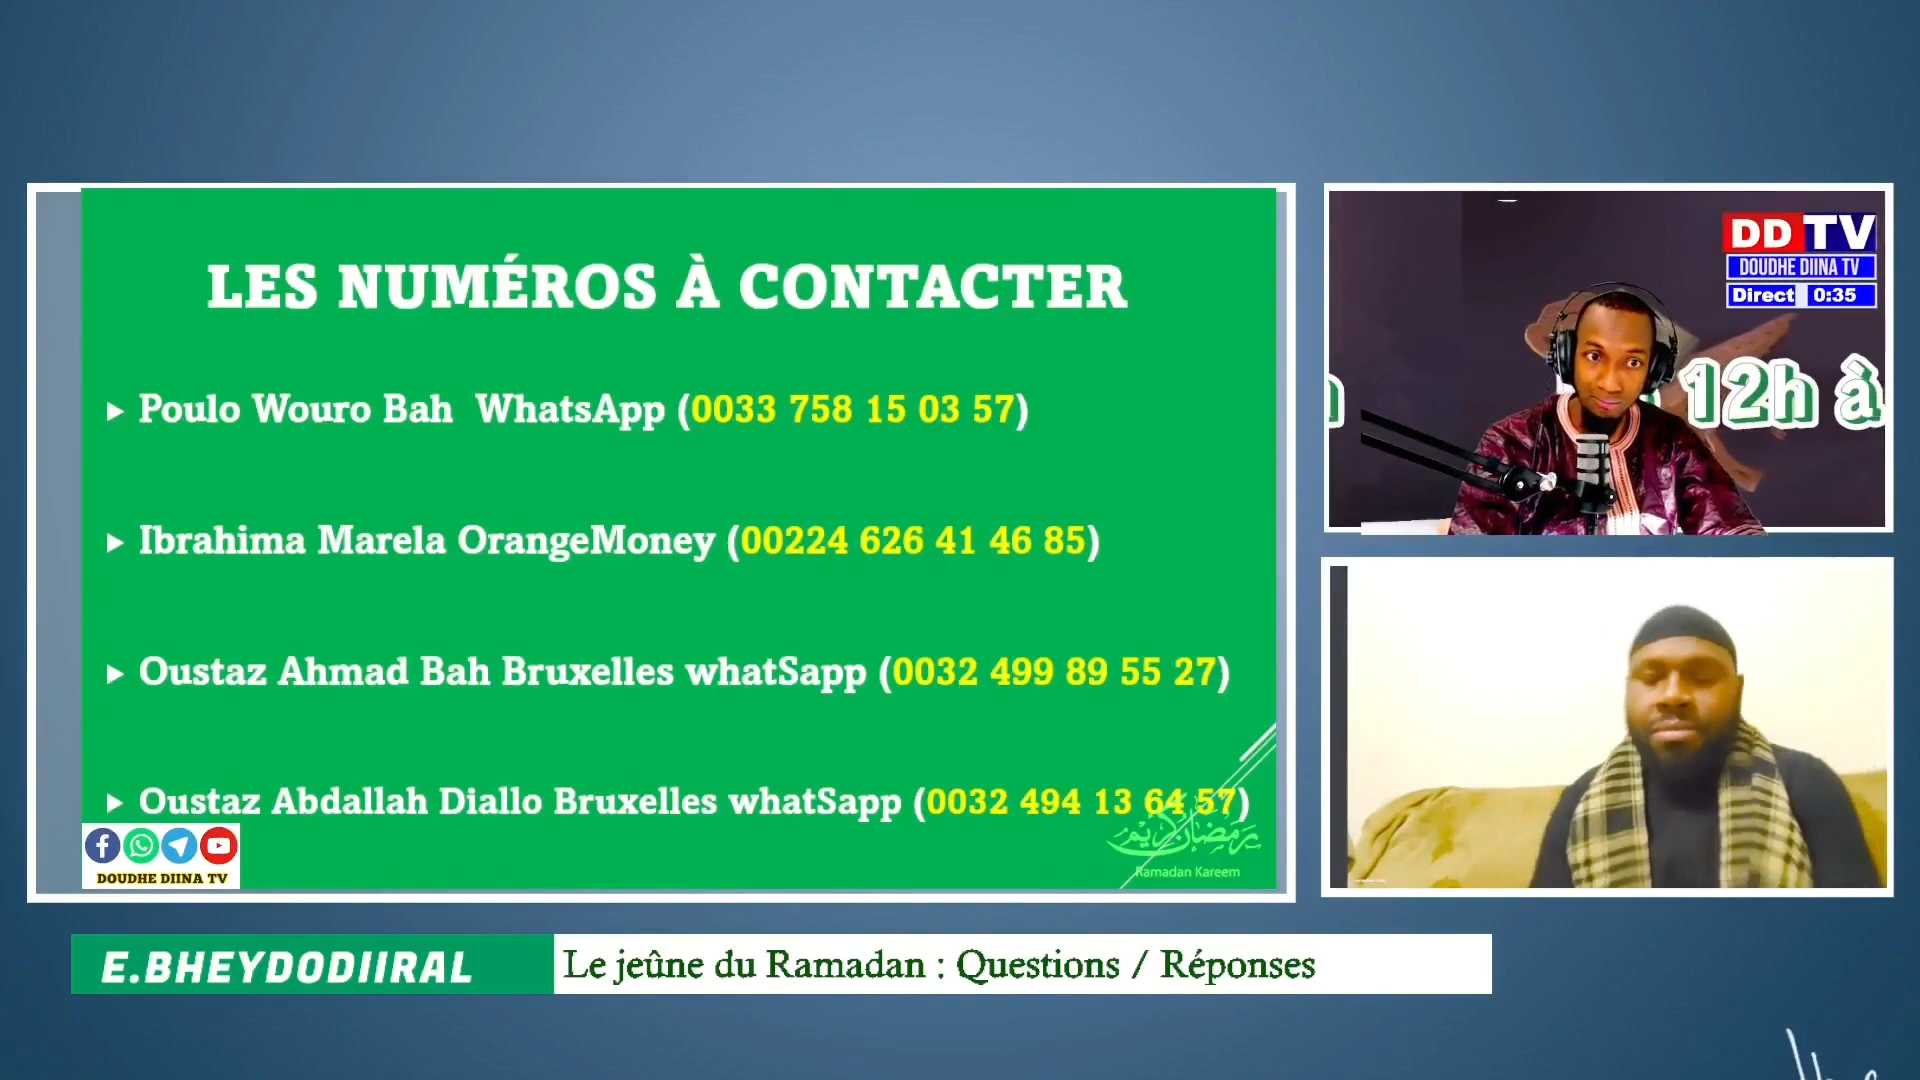 LES NUMÉROS À CONTACTER
Poulo Wouro Bah WhatsApp (0033 758 15 03 57)
Ibrahima Marela OrangeMoney (00224 626 41 46 85)
Oustaz Ahmad Bah Bruxelles whatSapp (0032 499 89 55 27)
Oustaz Abdallah Diallo Bruxelles whatSapp (0032 494 13 64 57)
رمضان كريم
Ramadan Kareem
DOUDHE DIINA TV
DD TV
DOUDHE DIINA TV
Direct 0:35
12h à
E.BHEYDODIIRAL
Le jeûne du Ramadan : Questions / Réponses